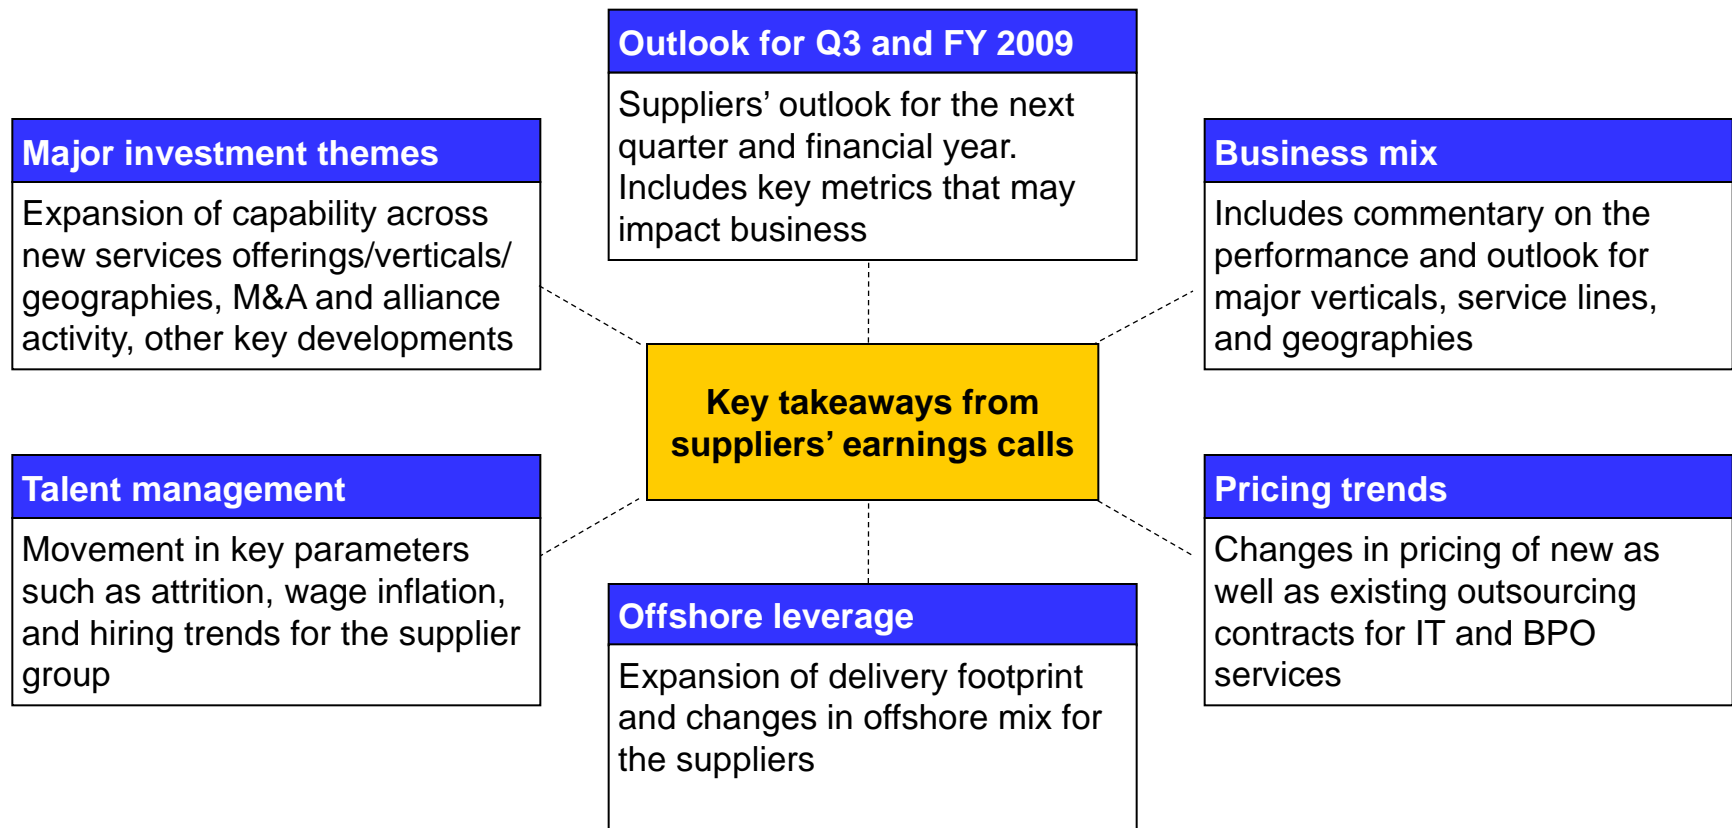 Outlook for Q3 and FY 2009
Suppliers’ outlook for the next
quarter and financial year.
Includes key metrics that may
impact business
Major investment themes
Expansion of capability across
new services offerings/verticals/
geographies, M&A and alliance
activity, other key developments
Business mix
Includes commentary on the
performance and outlook for
major verticals, service lines,
and geographies
Key takeaways from
suppliers’ earnings calls
Talent management
Movement in key parameters
such as attrition, wage inflation,
and hiring trends for the supplier
group
Pricing trends
Changes in pricing of new as
well as existing outsourcing
contracts for IT and BPO
services
Offshore leverage
Expansion of delivery footprint
and changes in offshore mix for
the suppliers